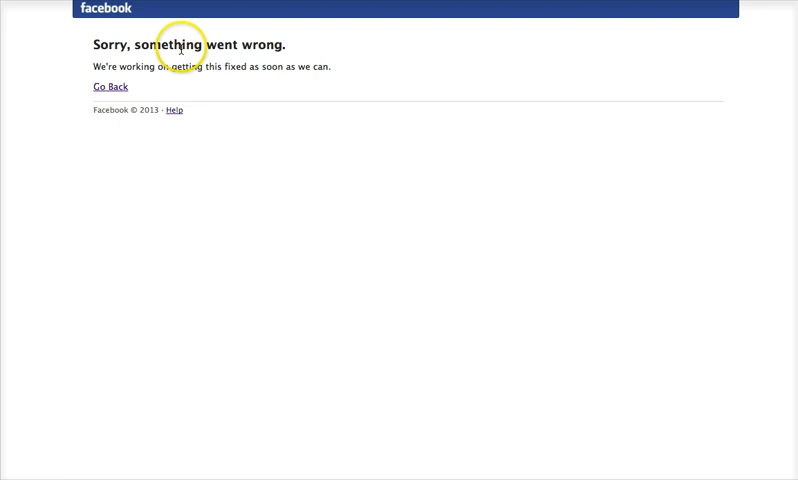 facebook
Sorry, something went wrong.
We're working on getting this fixed as soon as we can.
Go Back
Facebook © 2013 · Help